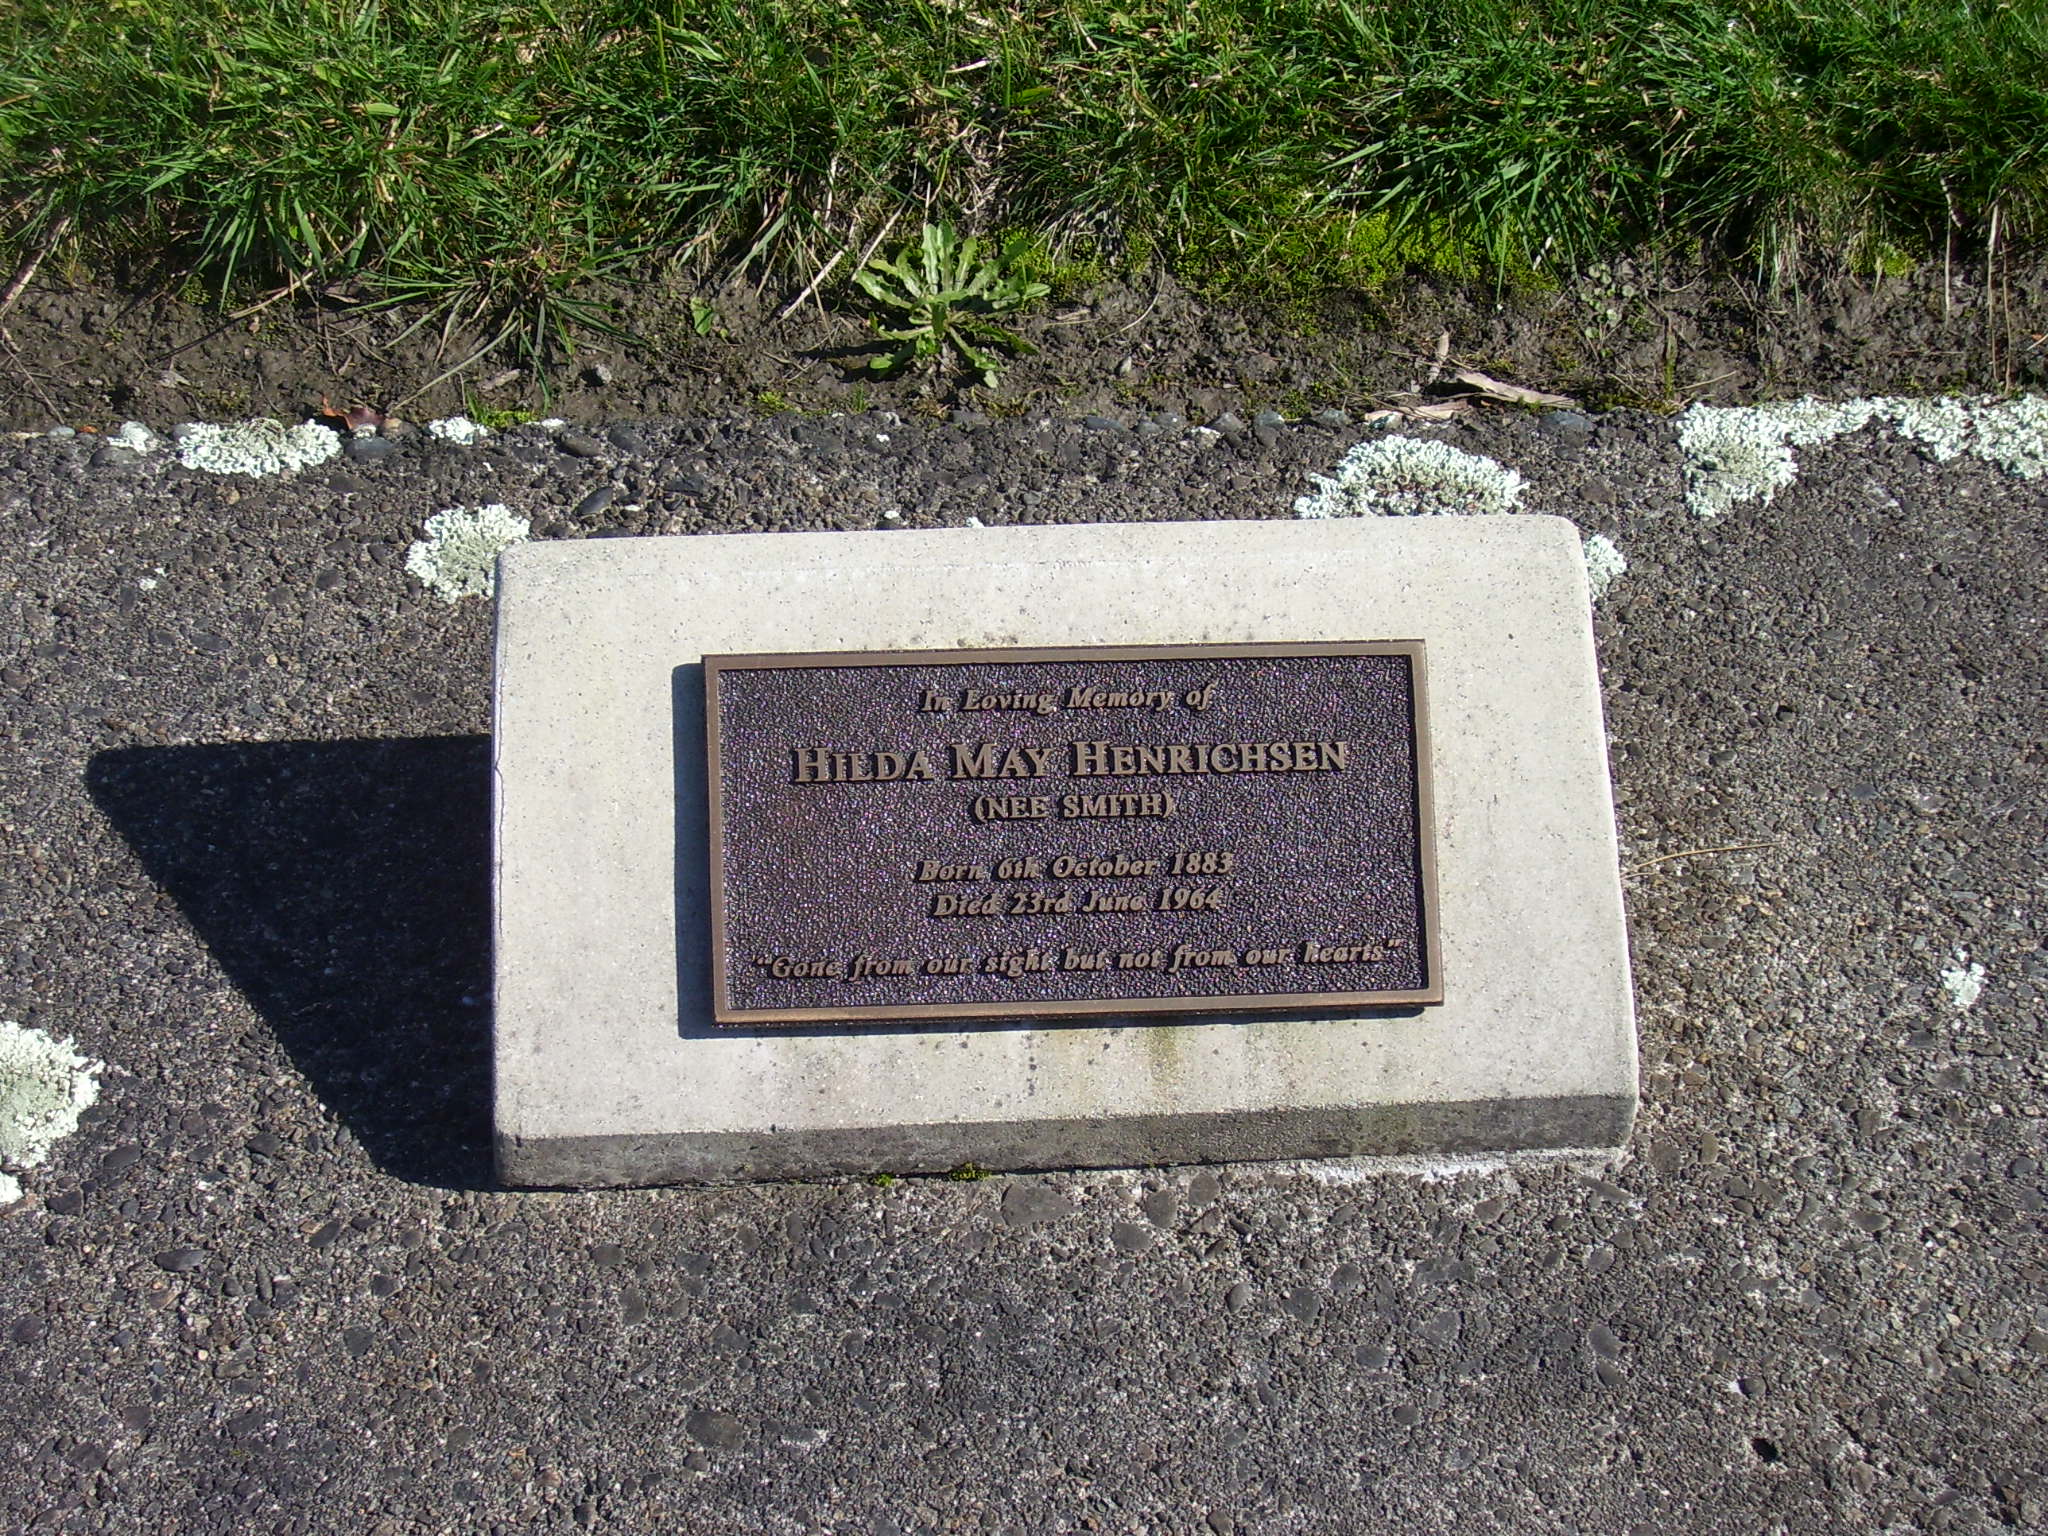 In Loving Memory of
HILDA MAY HENRICHSEN
(NEE SMITH)
Born 6th October 1883
Died 23rd June 1964
"Gone from our sight but not from our hearts"